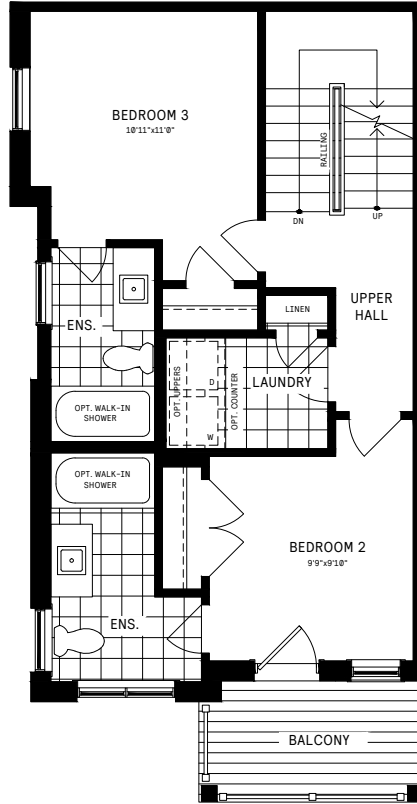 BEDROOM 3
10'11"x11'0"
RAILING
DN
UP
UPPER
HALL
LINEN
ENS.
LAUNDRY
OPT. UPPERS
D
OPT. COUNTER
W
OPT. WALK-IN
SHOWER
OPT. WALK-IN
SHOWER
BEDROOM 2
9'9"x9'10"
ENS.
BALCONY